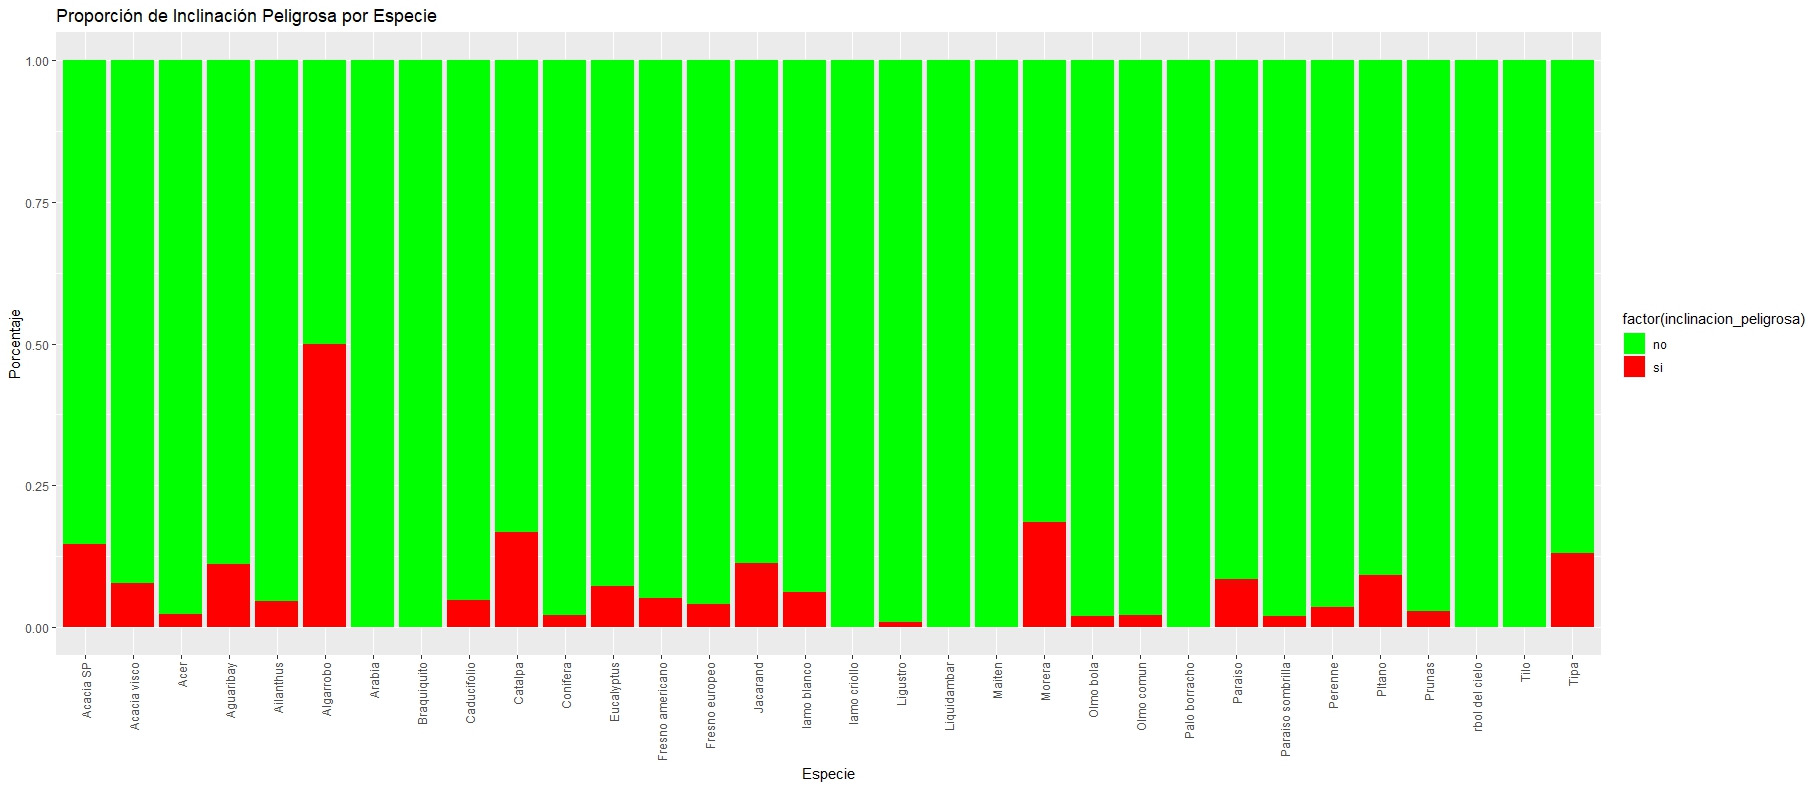 Proporción de Inclinación Peligrosa por Especie
1.00
0.75
0.50
0.25
0.00
Porcentaje
Acacia SP
Acacia visco
Acer
Aguaribay
Ailanthus
Algarrobo
Arabia
Braquiquito
Caducifolio
Catalpa
Conifera
Eucalyptus
Fresno americano
Fresno europeo
Jacarand
lamo blanco
lamo criollo
Ligustro
Liquidambar
Maiten
Morera
Olmo bola
Olmo comun
Palo borracho
Paraiso
Paraiso sombrilla
Perenne
Pltano
Prunas
rbol del cielo
Tilo
Tipa
Especie
factor(inclinacion_peligrosa)
no
si